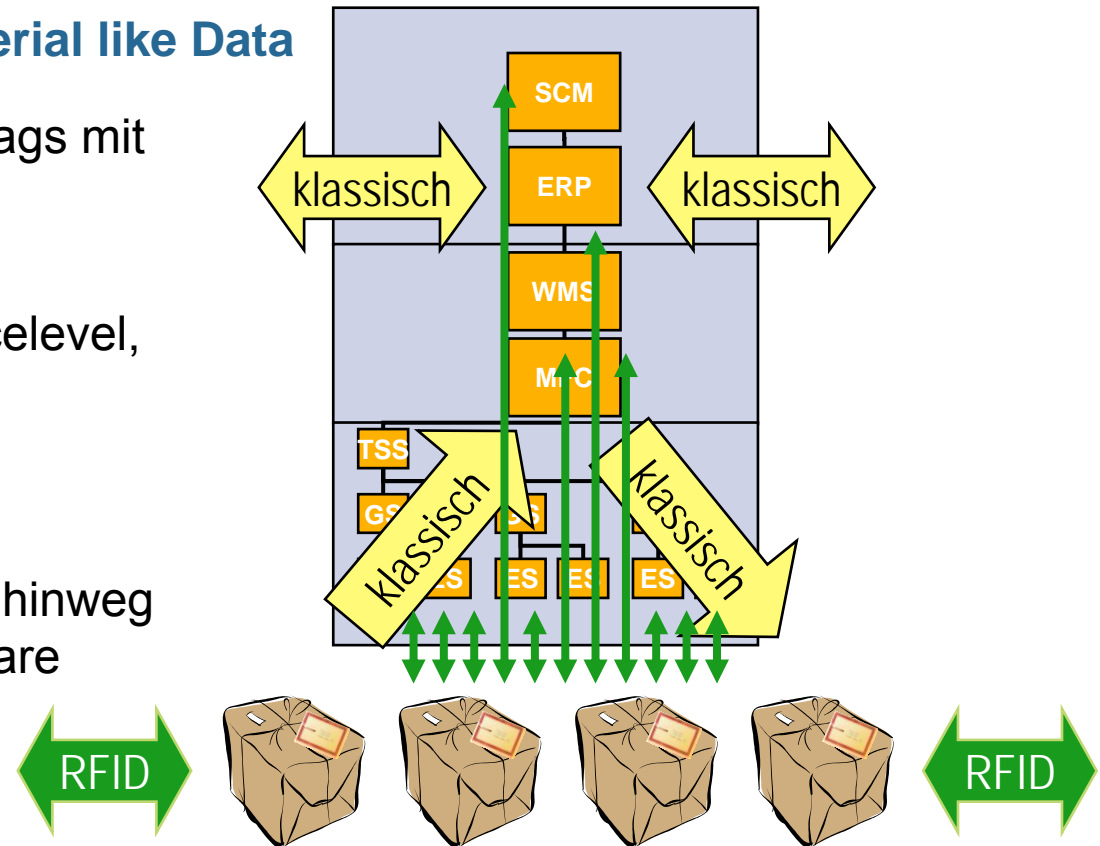 erial like Data
ags mit
celevel,
hinweg
are
SCM
klassisch
ERP
klassisch
WMS
TSS
klassisch
klassisch
ES
ES
ES
RFID
RFID